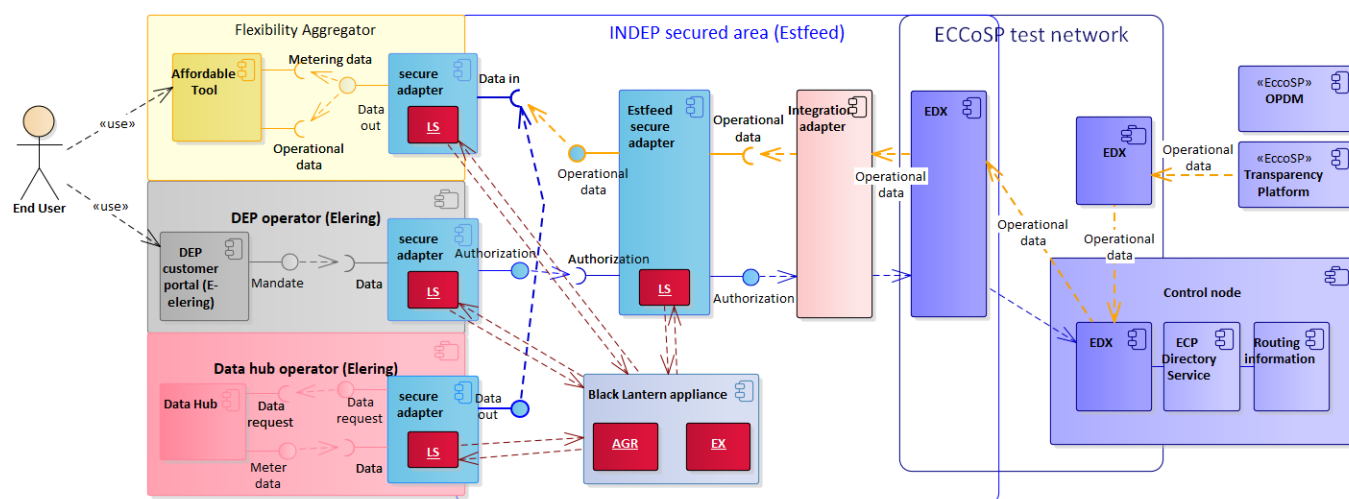 Flexibility Aggregator
INDEP secured area (Estfeed)
ECCoSP test network
Affordable
Tool
Metering data
Data
out
Operational
data
secure
adapter
LS
Data in
Estfeed
secure
adapter
LS
Operational
data
Operational
data
Integration
adapter
Operational
data
EDX
EDX
«EccoSP»
OPDM
«EccoSP»
Transparency
Platform
Operational
data
Operational
data
Operational
data
«use»
«use»
End User
DEP operator (Elering)
DEP
customer
portal (E-
elering)
Mandate
Data
secure
adapter
LS
Authorization
Authorization
Authorization
Control node
EDX
ECP
Directory
Service
Routing
information
Data hub operator (Elering)
Data Hub
Data
request
Data
request
Meter
data
Data
secure
adapter
LS
Data
out
Black Lantern appliance
AGR
EX